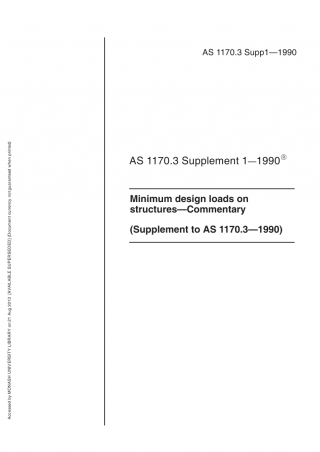 AS 1170.3 Supp1—1990
AS 1170.3 Supplement 1—1990®
Minimum design loads on
structures—Commentary
(Supplement to AS 1170.3—1990)
Accessed by MONASH UNIVERSITY LIBRARY on 21 Aug 2013 [AVAILABLE SUPERSEDED] (Document currency not guaranteed when printed)